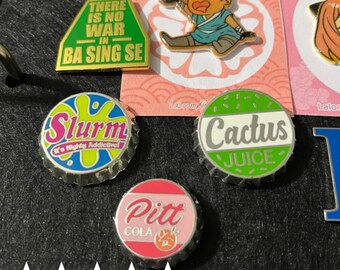 THERE
IS NO
WAR
IN
BA SING SE
Slurm
It's Highly Addictive!
Cactus
JUICE
Pitt
COLA